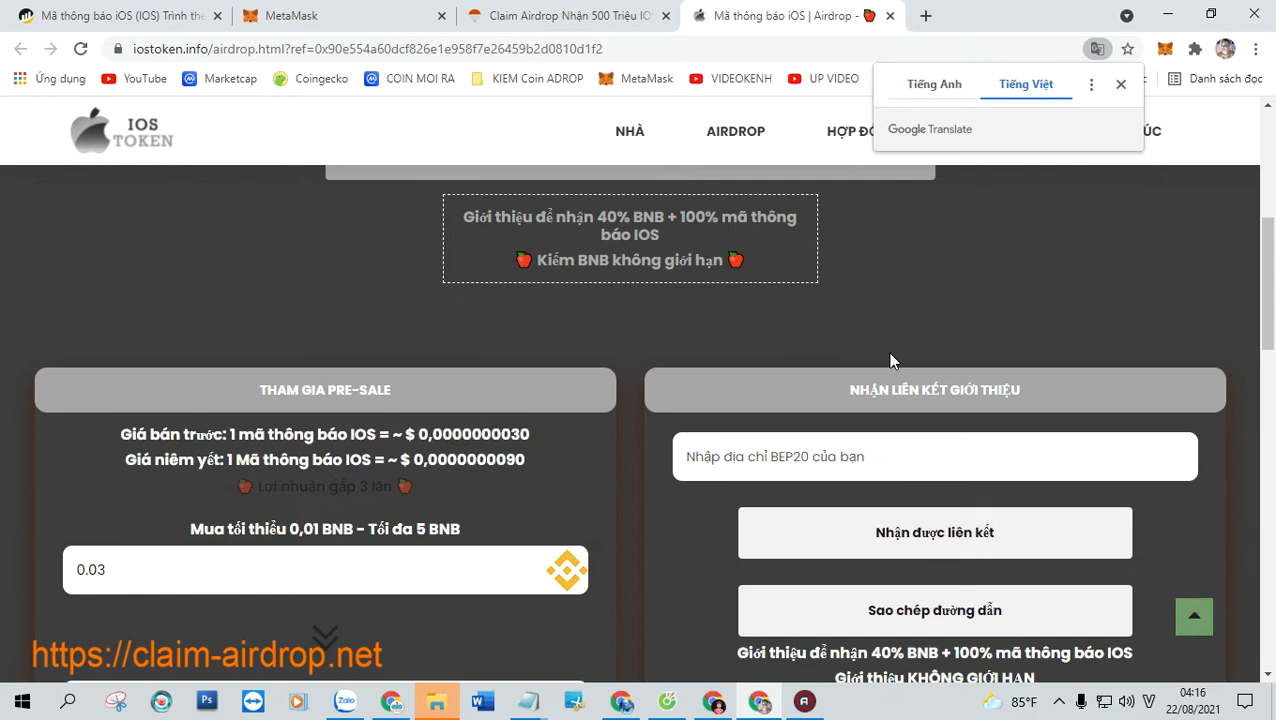 Mã thông báo iOS (IOS) Trình the
MetaMask
Claim Airdrop Nhận 500 Triệu IO
Mã thông báo iOS | Airdrop - 🍎
iostoken.info/airdrop.html?ref=0x90e554a60dcf826e1e958f7e26459b2d0810d1f2
Ứng dụng
YouTube
Marketcap
Coingecko
COIN MOI RA
KIEM Coin ADROP
MetaMask
VIDEOKENH
UP VIDEO
Danh sách đọc
Tiếng Anh
Tiếng Việt
Google Translate
IOS
TOKEN
NHÀ
AIRDROP
Giới thiệu để nhận 40% BNB + 100% mã thông
báo IOS
🍎 Kiếm BNB không giới hạn 🍎
THAM GIA PRE-SALE
Giá bán trước: 1 mã thông báo IOS = ~ $ 0,0000000030
Giá niêm yết: 1 Mã thông báo IOS = ~ $ 0,0000000090
🍎 Lợi nhuận gấp 3 lần 🍎
Mua tối thiểu 0,01 BNB - Tối đa 5 BNB
0.03
NHẬN LIÊN KẾT GIỚI THIỆU
Nhập địa chỉ BEP20 của bạn
Nhận được liên kết
Sao chép đường dẫn
Giới thiệu để nhận 40% BNB + 100% mã thông báo IOS
Giới thiệu KHÔNG GIỚI HẠN
https://claim-airdrop.net
Zalo
85°F
04:16
22/08/2021